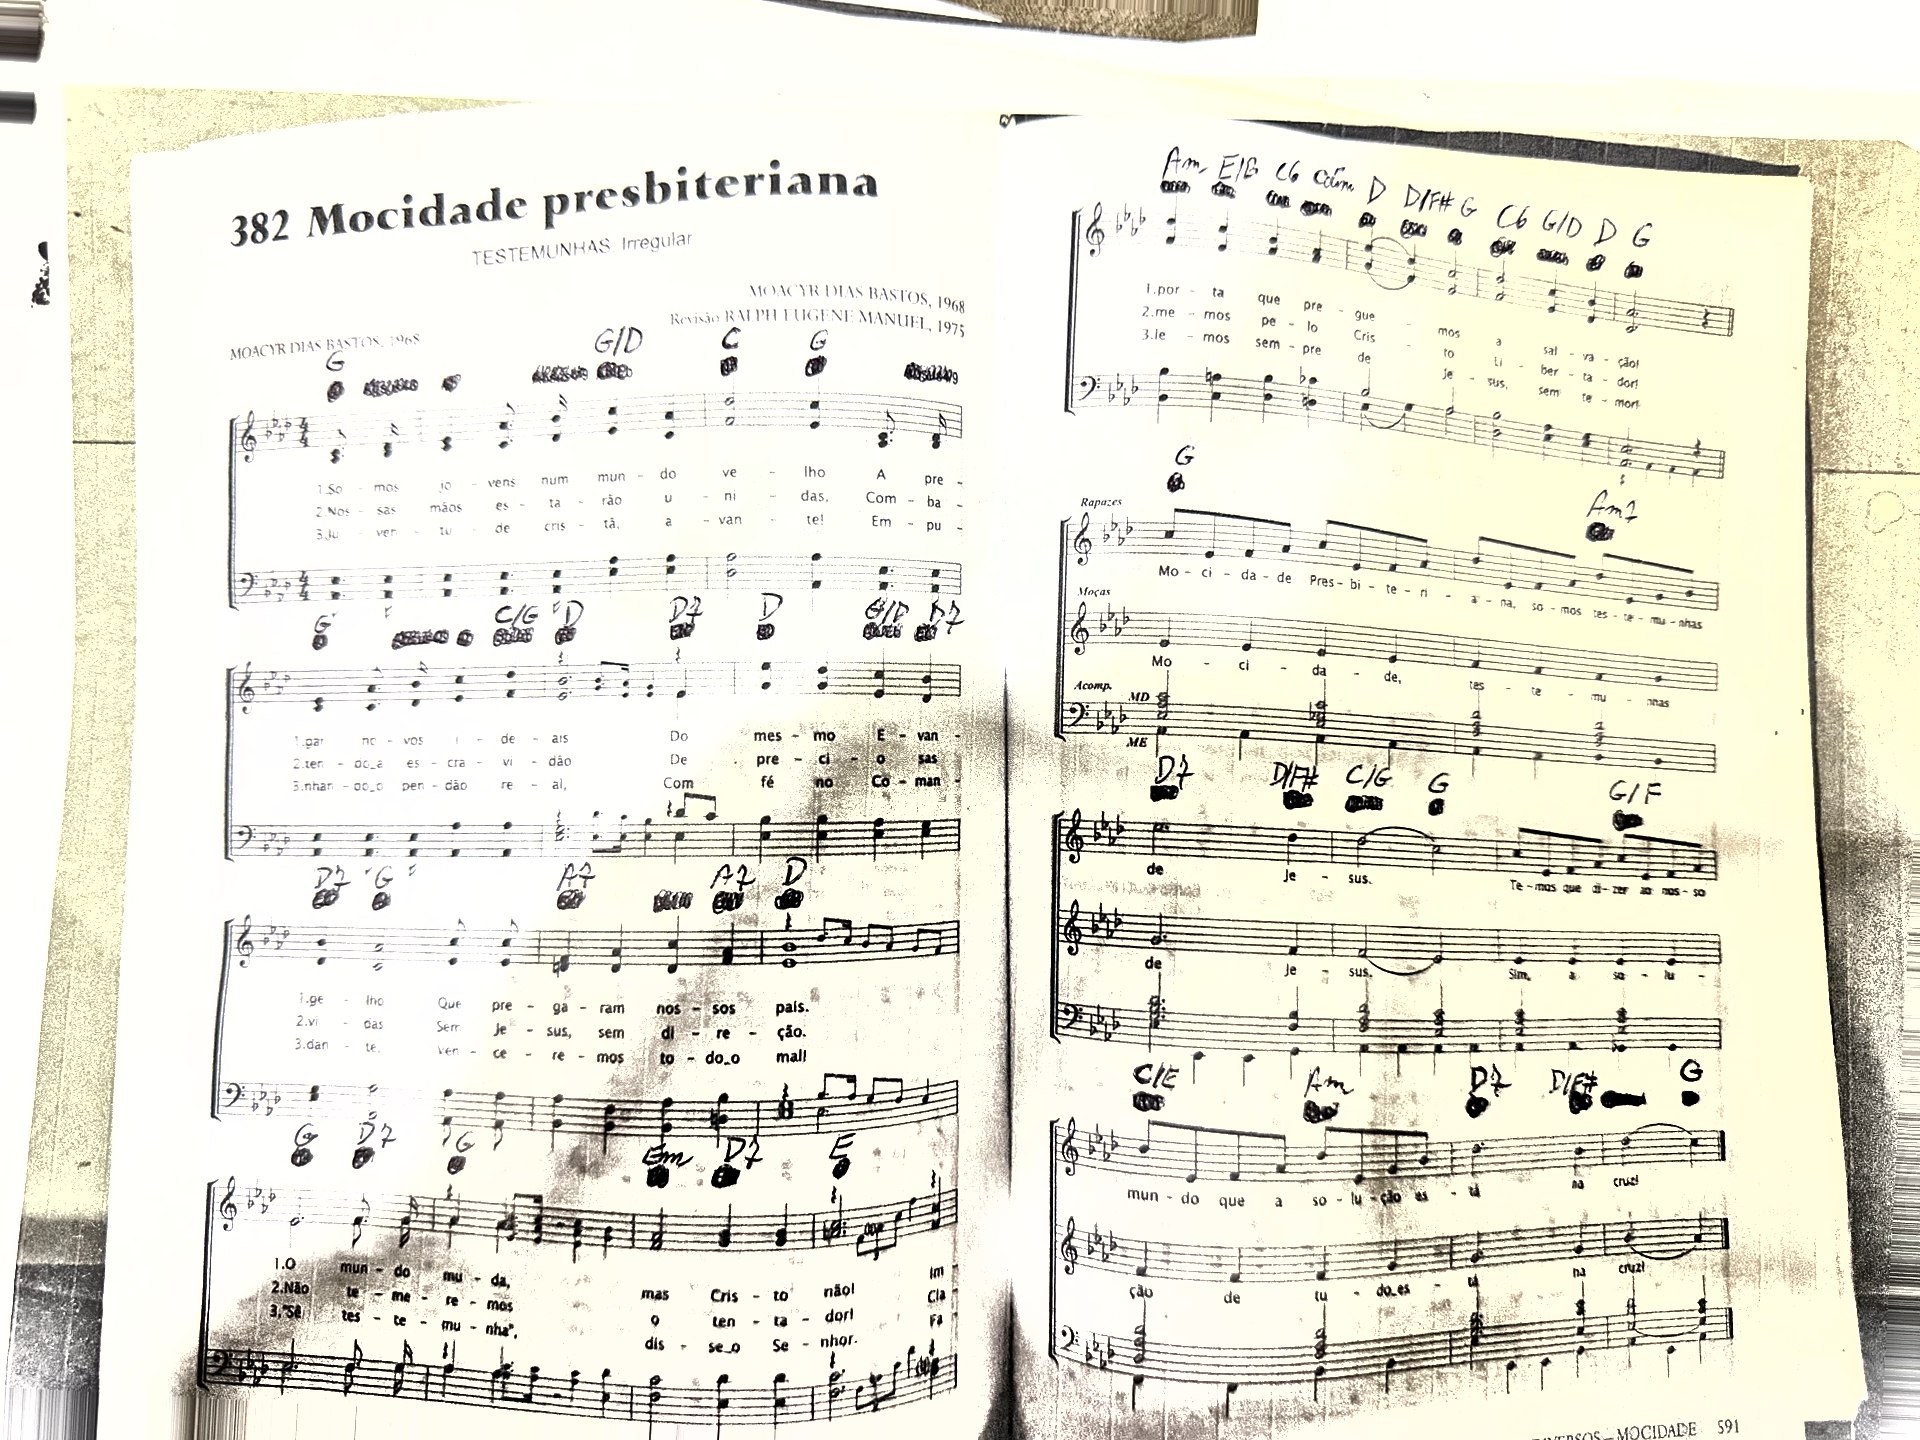 382 Mocidade presbiteriana
TESTEMUNHAS Irregular
MOACYR DIAS BASTOS, 1968
Revisão RALPH EUGENE MANUEL, 1975
MOACYR DIAS BASTOS, 1968
G G/D C G
1.So - mos jo - vens num mun - do ve - lho A pre -
2.Nos - sas mãos es - ta - rão u - ni - das, Com - ba -
3.Ju - ven - tu - de cris - tã, a - van - te! Em - pu -
G C/G D D7 D G/D D7
1.gar no - vos i - de - ais Do mes - mo E - van -
2.ten - do_a es - cra - vi - dão De pre - ci - o - sas
3.nhan - do_o pen - dão re - al, Com fé no Co - man -
D7 G A7 A7 D
1.ge - lho Que pre - ga - ram nos - sos pais.
2.vi - das Sem Je - sus, sem di - re - ção.
3.dan - te, Ven - ce - re - mos to - do_o mal!
G D7 G Em D7 E
1.O mun - do mu - da, mas Cris - to não! Im -
2.Não te - me - re - mos o ten - ta - dor! Cla -
3."Sê tes - te - mu - nha", dis - se_o Se - nhor. Fa -
Am E/B C6 C#dim D D/F# G C6 G/D D G
1.por - ta que pre - gue - mos a sal - va - ção!
2.me - mos pe - lo Cris - to Li - ber - ta - dor!
3.le - mos sem - pre de Je - sus, sem te - mor!
G
Rapazes
Am7
Mo - ci - da - de Pres - bi - te - ri - a - na, so - mos tes - te - mu - nhas
Moças
Mo - ci - da - de, tes - te - mu - nhas
Acomp.
MD
ME
D7 D/F# C/G G G/F
de Je - sus. Te - mos que di - zer ao nos - so
de Je - sus. Sim, a so - lu -
C/E Am D7 D/F# G
mun - do que a so - lu - ção es - tá na cruz!
ção de tu - do_es - tá na cruz!
DIVERSOS – MOCIDADE 591